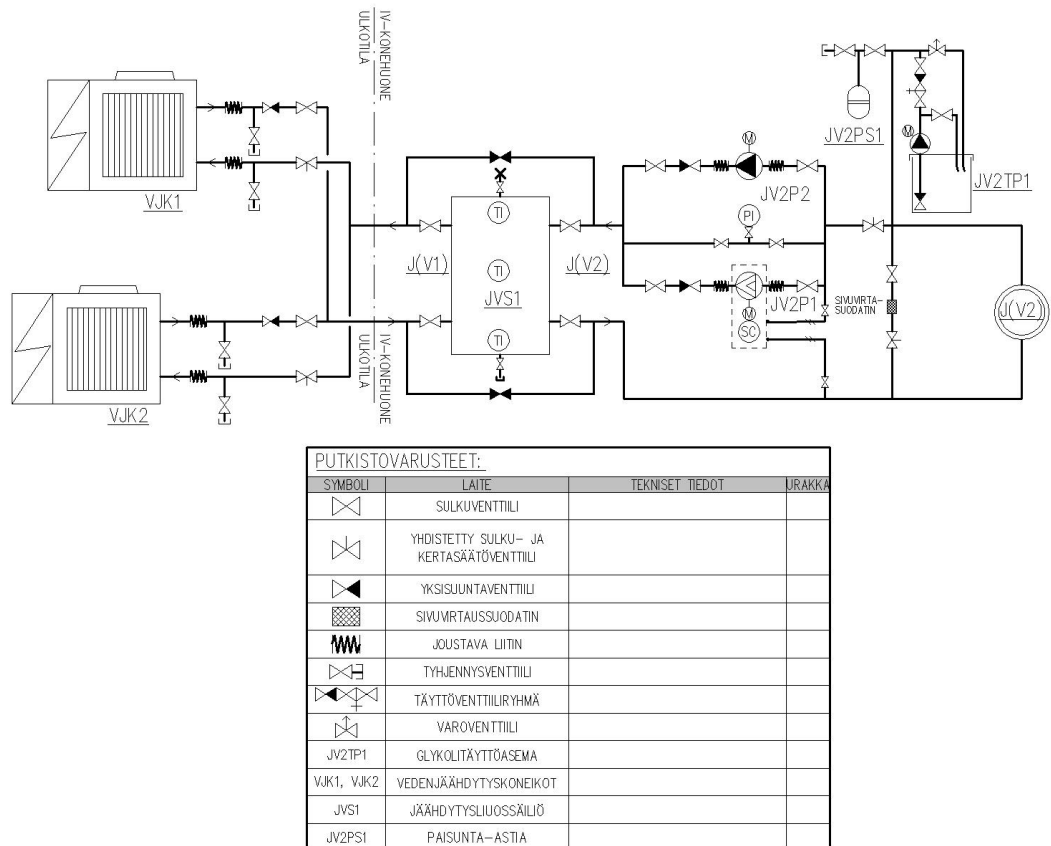 IV-KONEHUONE
ULKOTILA
VJK1
JV2PS1
M
JV2TP1
M
JV2P2
TI
PI
J(V1)
J(V2)
TI
JVS1
JV2P1
M
SC
SIVUVIRTA-
SUODATIN
J(V2)
TI
IV-KONEHUONE
ULKOTILA
VJK2
PUTKISTOVARUSTEET:
SYMBOLI LAITE TEKNISET TIEDOT URAKKA
SULKUVENTTIILI
YHDISTETTY SULKU- JA
KERTASÄÄTÖVENTTIILI
YKSISUUNTAVENTTIILI
SIVUVIRTAUSSUODATIN
JOUSTAVA LIITIN
TYHJENNYSVENTTIILI
TÄYTTÖVENTTIILIRYHMÄ
VAROVENTTIILI
JV2TP1 GLYKOLITÄYTTÖASEMA
VJK1, VJK2 VEDENJÄÄHDYTYSKONEIKOT
JVS1 JÄÄHDYTYSLIUOSSÄILIÖ
JV2PS1 PAISUNTA-ASTIA